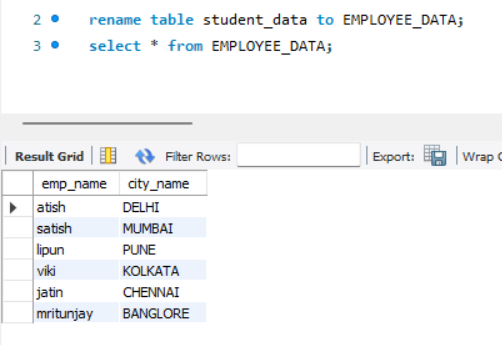 2 rename table student_data to EMPLOYEE_DATA;
3 select * from EMPLOYEE_DATA;
Result Grid Filter Rows: Export: Wrap C
emp_name city_name
atish DELHI
satish MUMBAI
lipun PUNE
viki KOLKATA
jatin CHENNAI
mritunjay BANGLORE